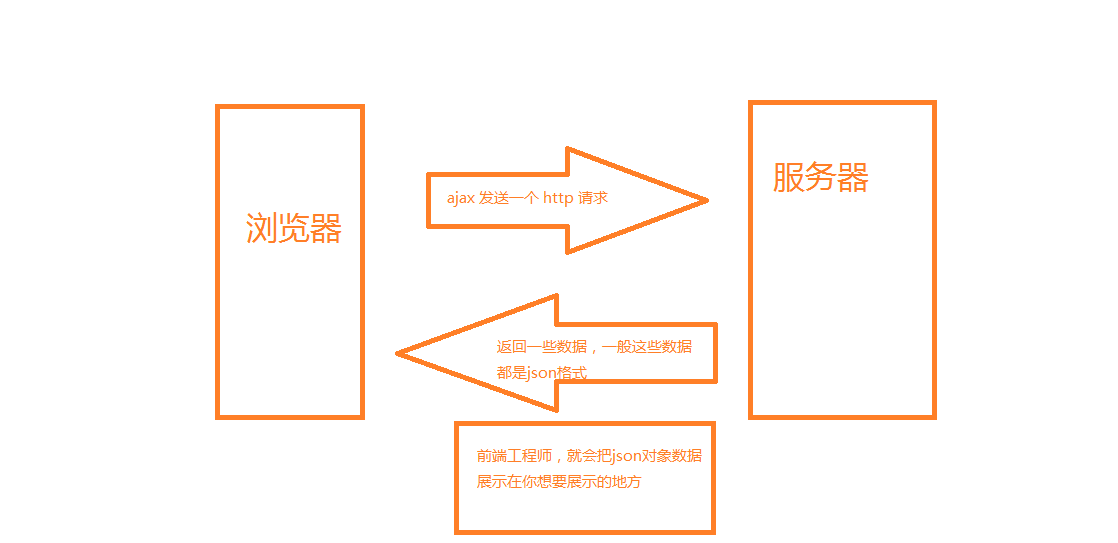 浏览器
ajax 发送一个 http 请求
服务器
返回一些数据，一般这些数据
都是json格式
前端工程师，就会把json对象数据
展示在你想要展示的地方